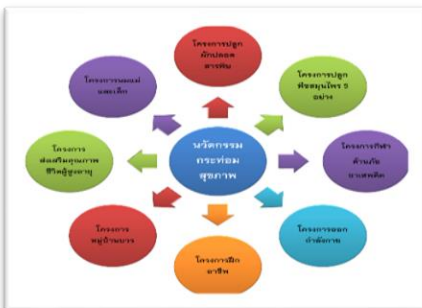 โครงการปลูก
ผักปลอด
สารพิษ
โครงการปลูก
พืชสมุนไพร 9
อย่าง
โครงการกีฬา
ต้านภัย
ยาเสพติด
โครงการออก
กำลังกาย
โครงการฝึก
อาชีพ
โครงการ
หมู่บ้าน
โครงการ
ส่งเสริมคุณภาพ
ชีวิตผู้สูงอายุ
โครงการนมแม่
และเด็ก
นวัตกรรม
กระท่อม
สุขภาพ